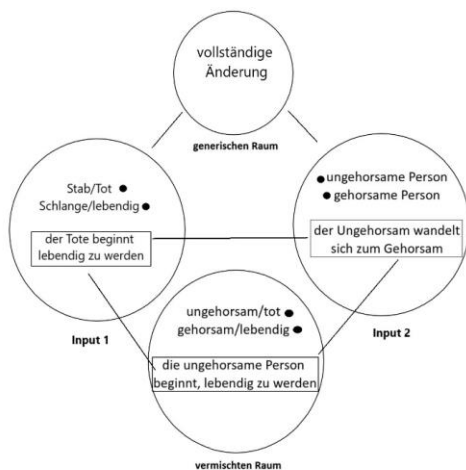 vollständige
Änderung
generischen Raum
Stab/Tot
Schlange/lebendig
der Tote beginnt
lebendig zu werden
Input 1
ungehorsame Person
gehorsame Person
der Ungehorsam wandelt
sich zum Gehorsam
Input 2
ungehorsam/tot
gehorsam/lebendig
die ungehorsame Person
beginnt, lebendig zu werden
vermischten Raum